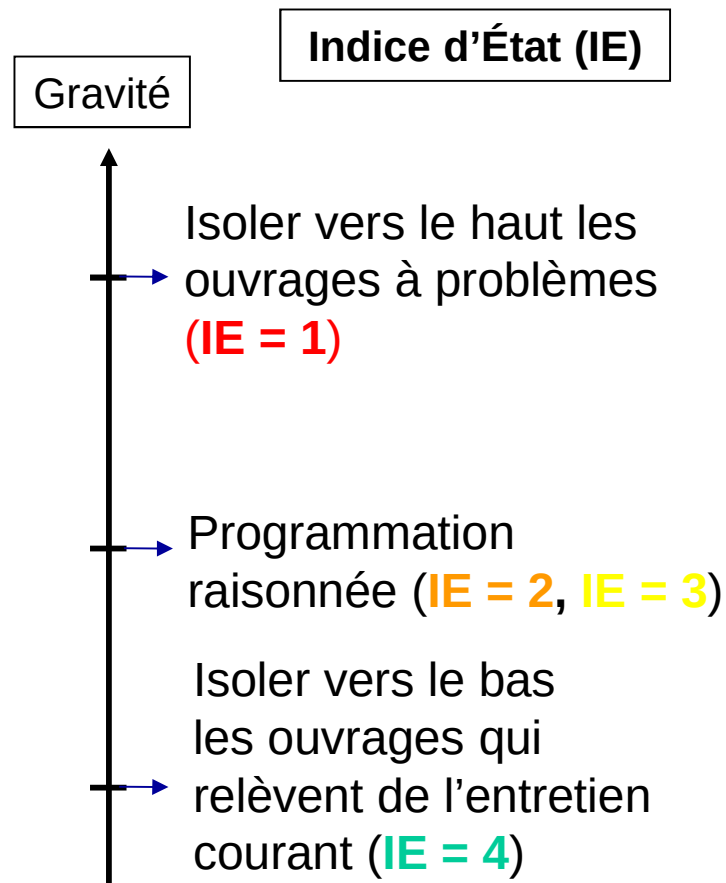 Indice d’État (IE)
Gravité
Isoler vers le haut les
ouvrages à problèmes
(IE = 1)
Programmation
raisonnée (IE = 2, IE = 3)
Isoler vers le bas
les ouvrages qui
relèvent de l’entretien
courant (IE = 4)